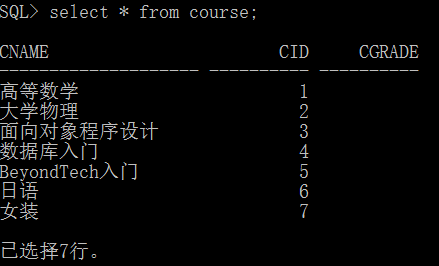 SQL> select * from course;
CNAME CID CGRADE
-------------------- ---------- ----------
高等数学 1
大学物理 2
面向对象程序设计 3
数据库入门 4
BeyondTech入门 5
日语 6
女装 7
已选择7行。